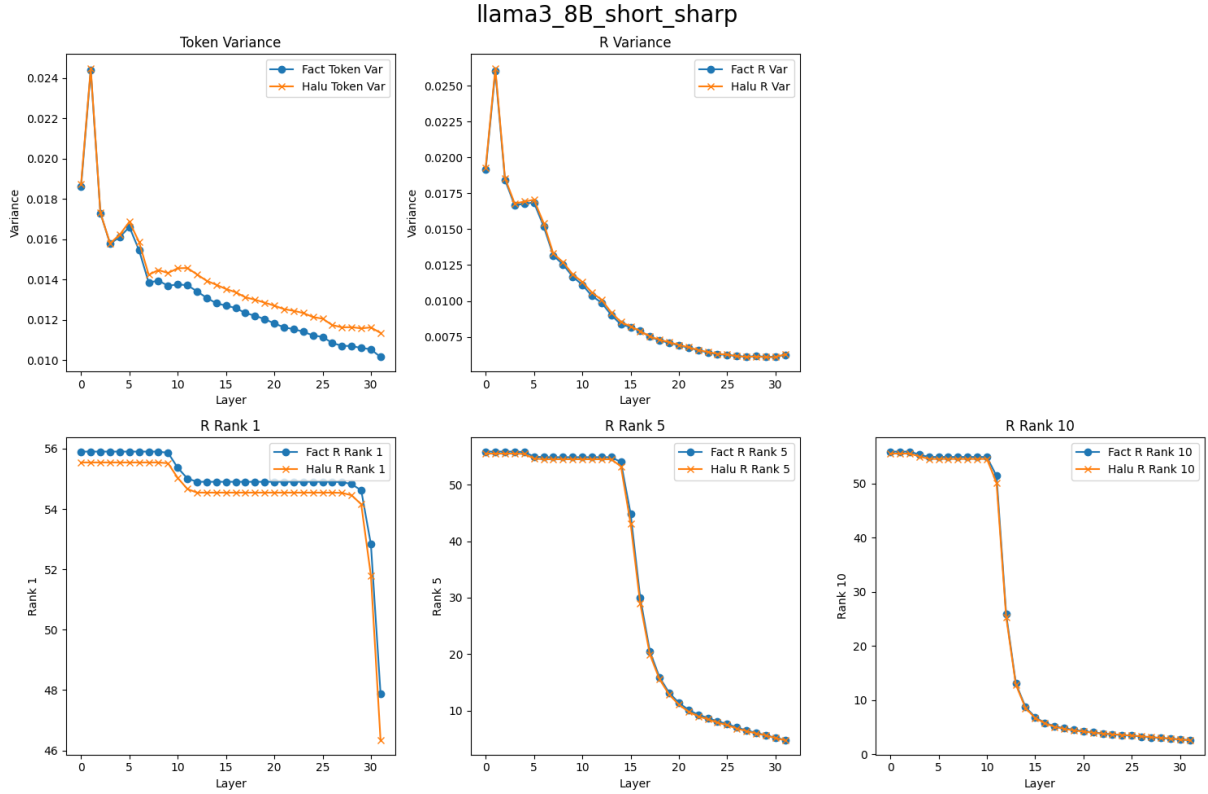 llama3_8B_short_sharp
Token Variance
Variance
0.024
0.022
0.020
0.018
0.016
0.014
0.012
0.010
Fact Token Var
Halu Token Var
0 5 10 15 20 25 30
Layer
R Variance
Variance
0.0250
0.0225
0.0200
0.0175
0.0150
0.0125
0.0100
0.0075
Fact R Var
Halu R Var
0 5 10 15 20 25 30
Layer
R Rank 1
Rank 1
56
54
52
50
48
46
Fact R Rank 1
Halu R Rank 1
0 5 10 15 20 25 30
Layer
R Rank 5
Rank 5
50
40
30
20
10
Fact R Rank 5
Halu R Rank 5
0 5 10 15 20 25 30
Layer
R Rank 10
Rank 10
50
40
30
20
10
0
Fact R Rank 10
Halu R Rank 10
0 5 10 15 20 25 30
Layer